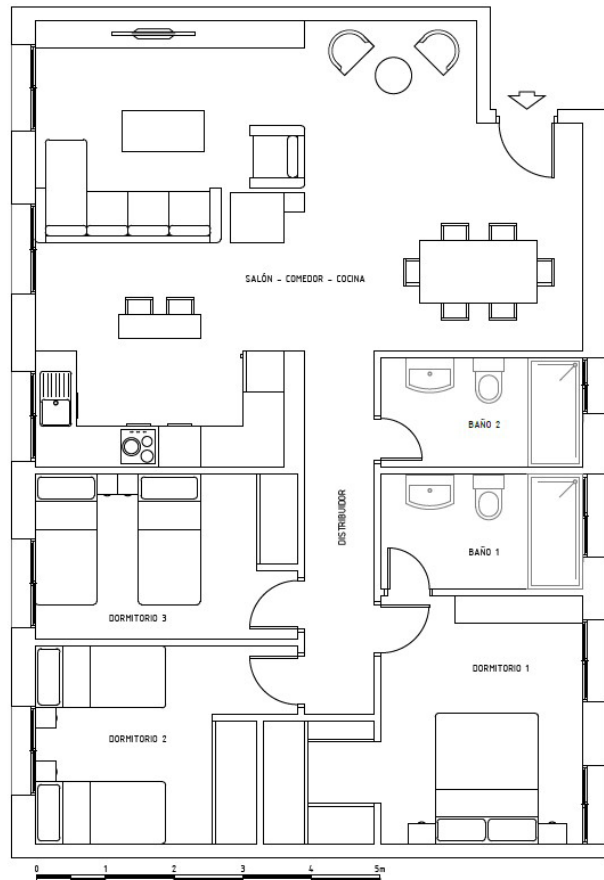 SALÓN - COMEDOR - COCINA
BAÑO 2
DISTRIBUIDOR
BAÑO 1
DORMITORIO 3
DORMITORIO 1
DORMITORIO 2
0 1 2 3 4 5m